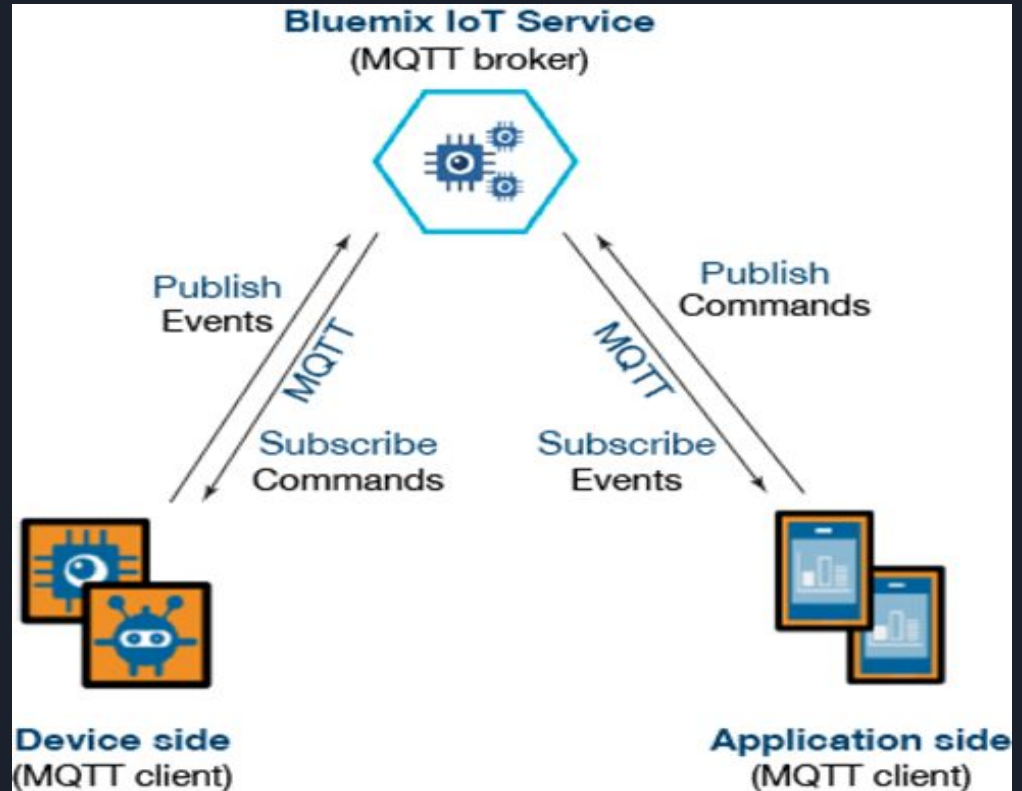 Bluemix IoT Service
(MQTT broker)
Publish
Events
MQTT
Subscribe
Commands
Publish
Commands
MQTT
Subscribe
Events
Device side
(MQTT client)
Application side
(MQTT client)